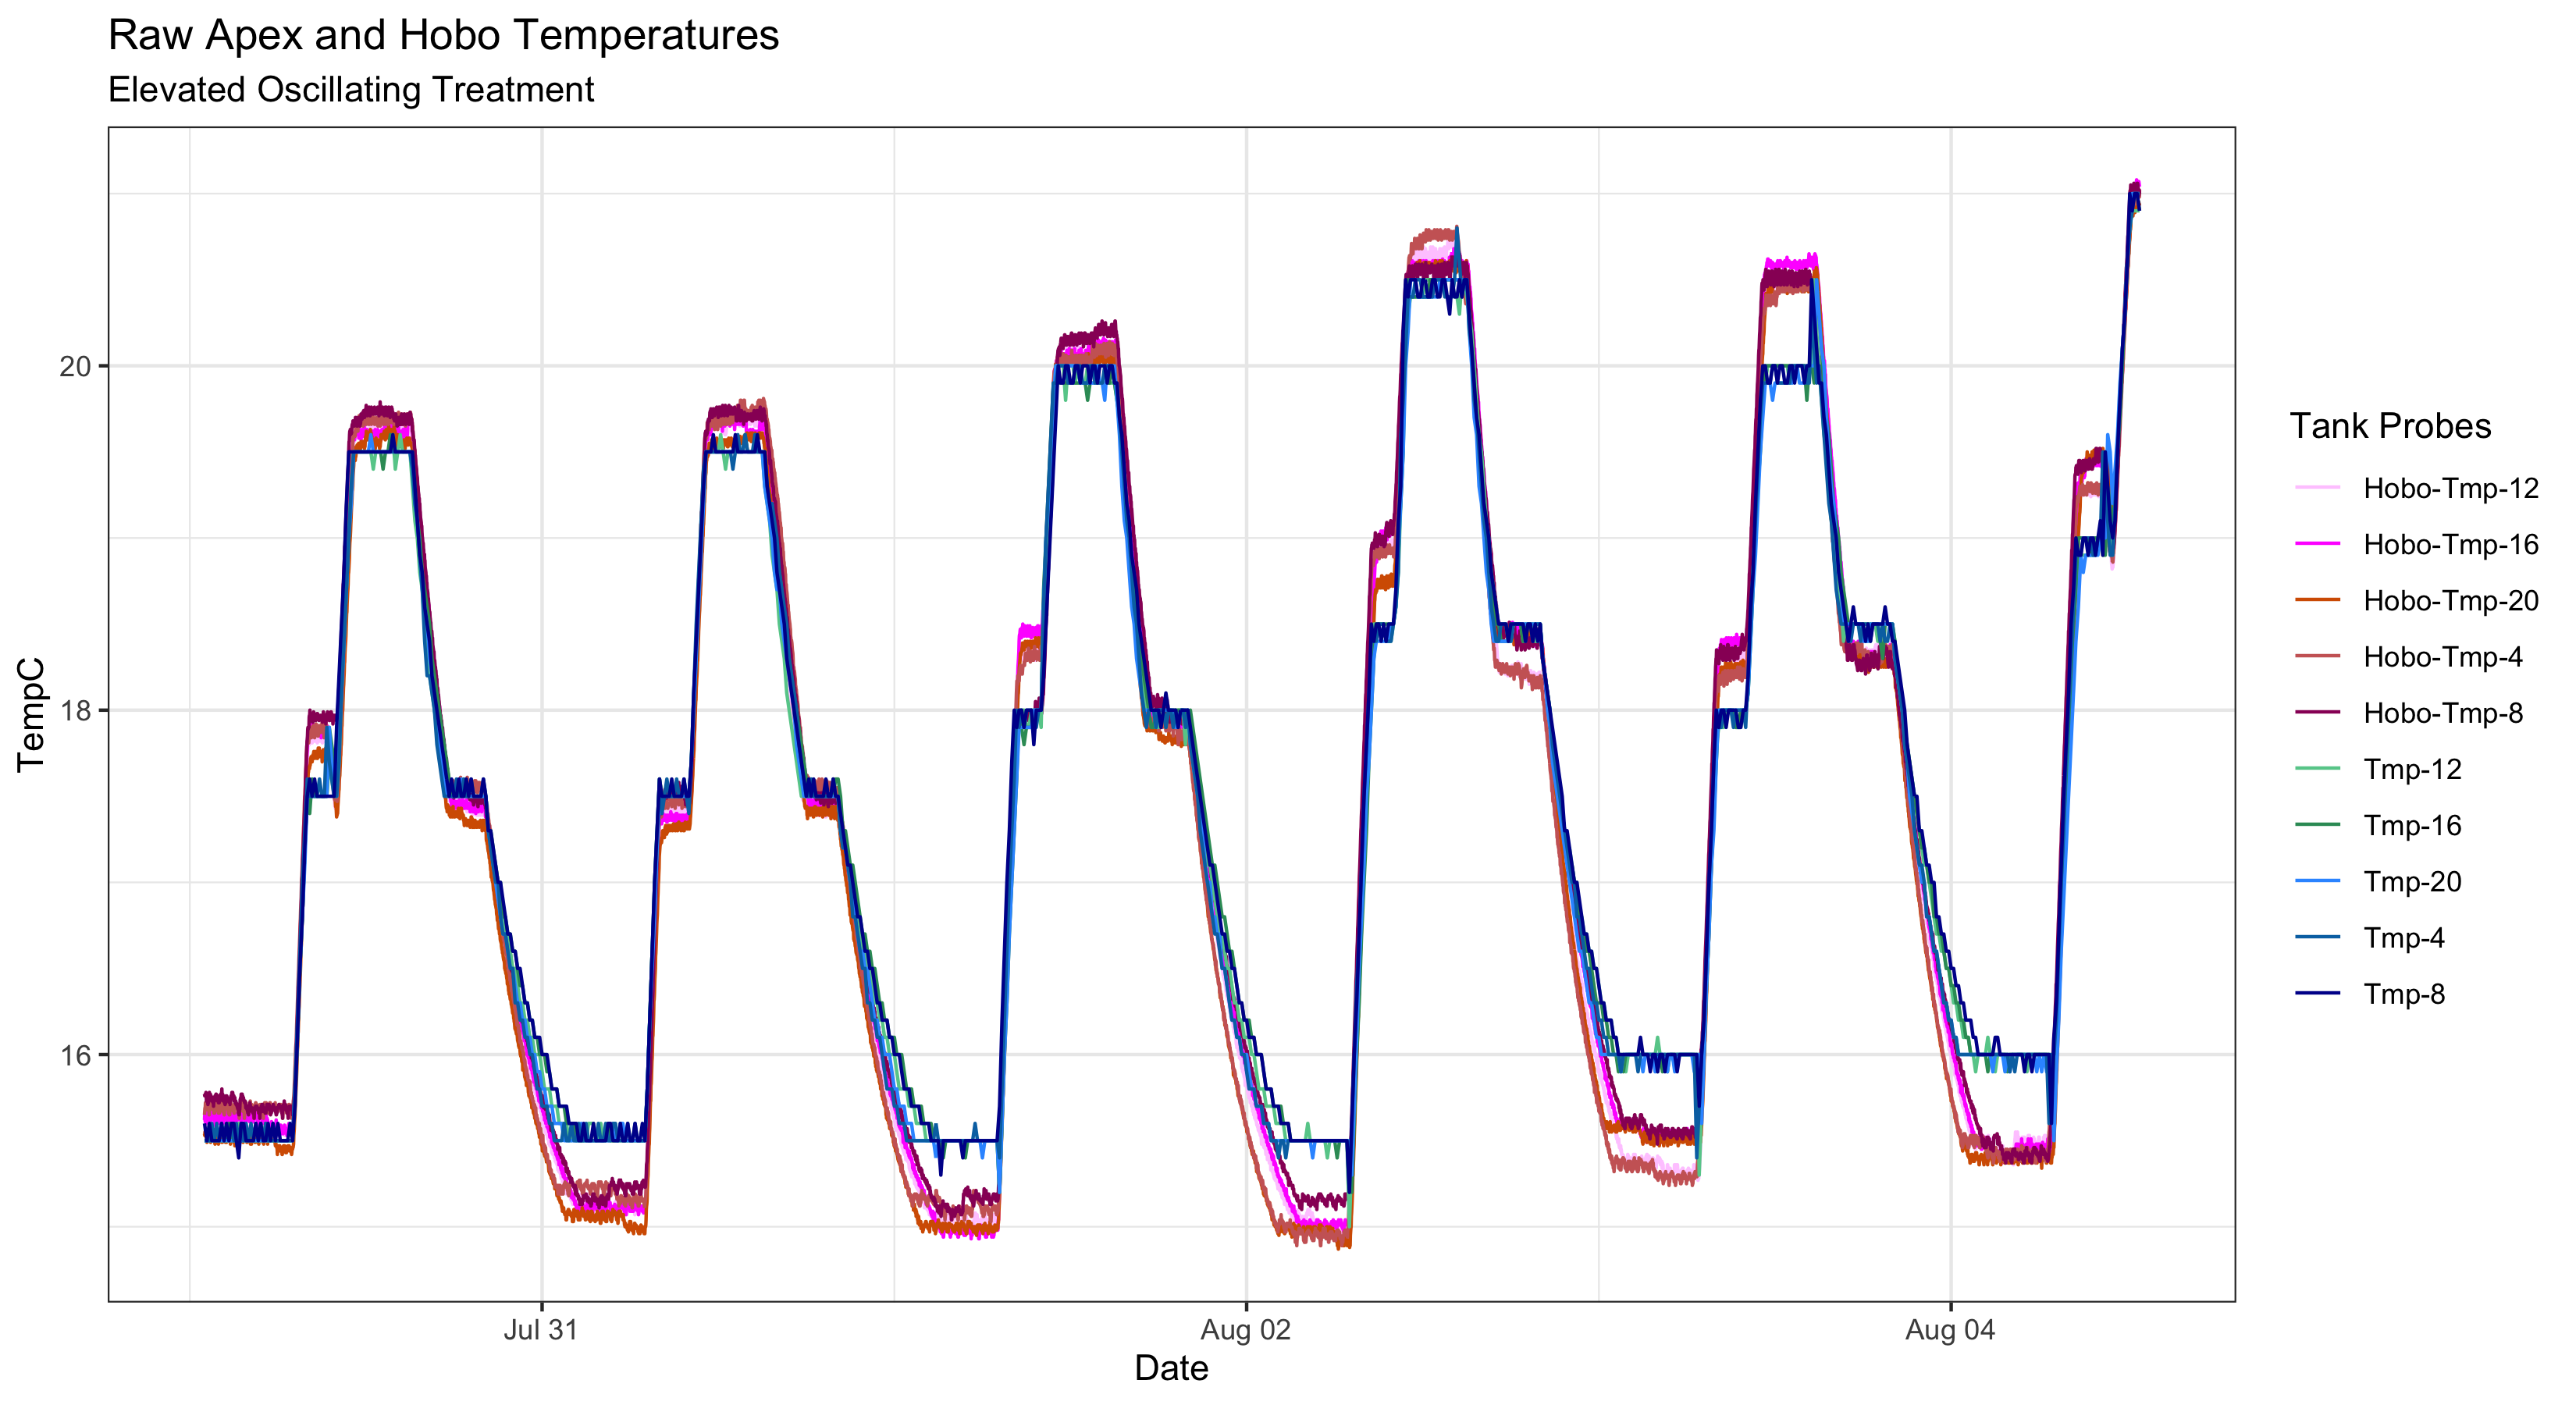 Raw Apex and Hobo Temperatures
Elevated Oscillating Treatment
TempC
20
18
16
Jul 31
Aug 02
Aug 04
Date
Tank Probes
Hobo-Tmp-12
Hobo-Tmp-16
Hobo-Tmp-20
Hobo-Tmp-4
Hobo-Tmp-8
Tmp-12
Tmp-16
Tmp-20
Tmp-4
Tmp-8